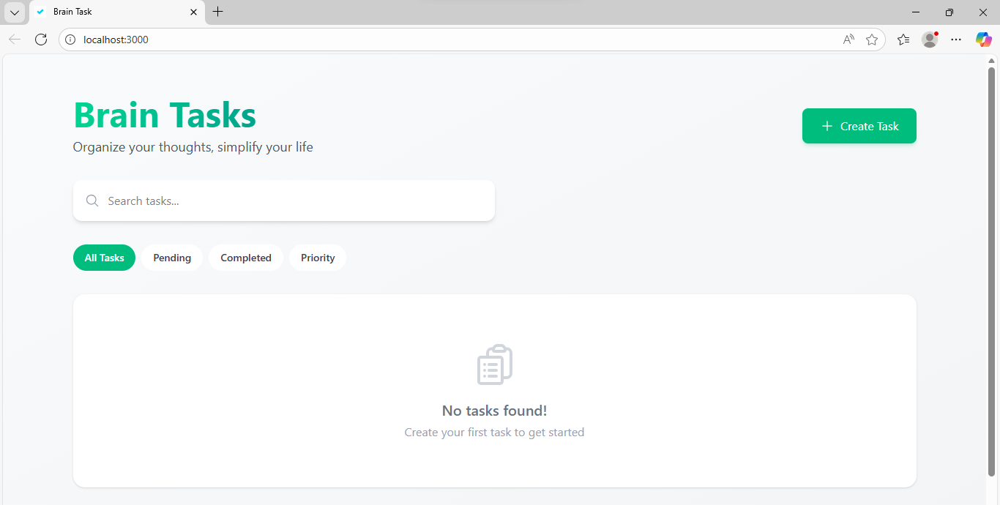 Brain Task
localhost:3000
Brain Tasks
Organize your thoughts, simplify your life
Create Task
Search tasks...
All Tasks Pending Completed Priority
No tasks found!
Create your first task to get started